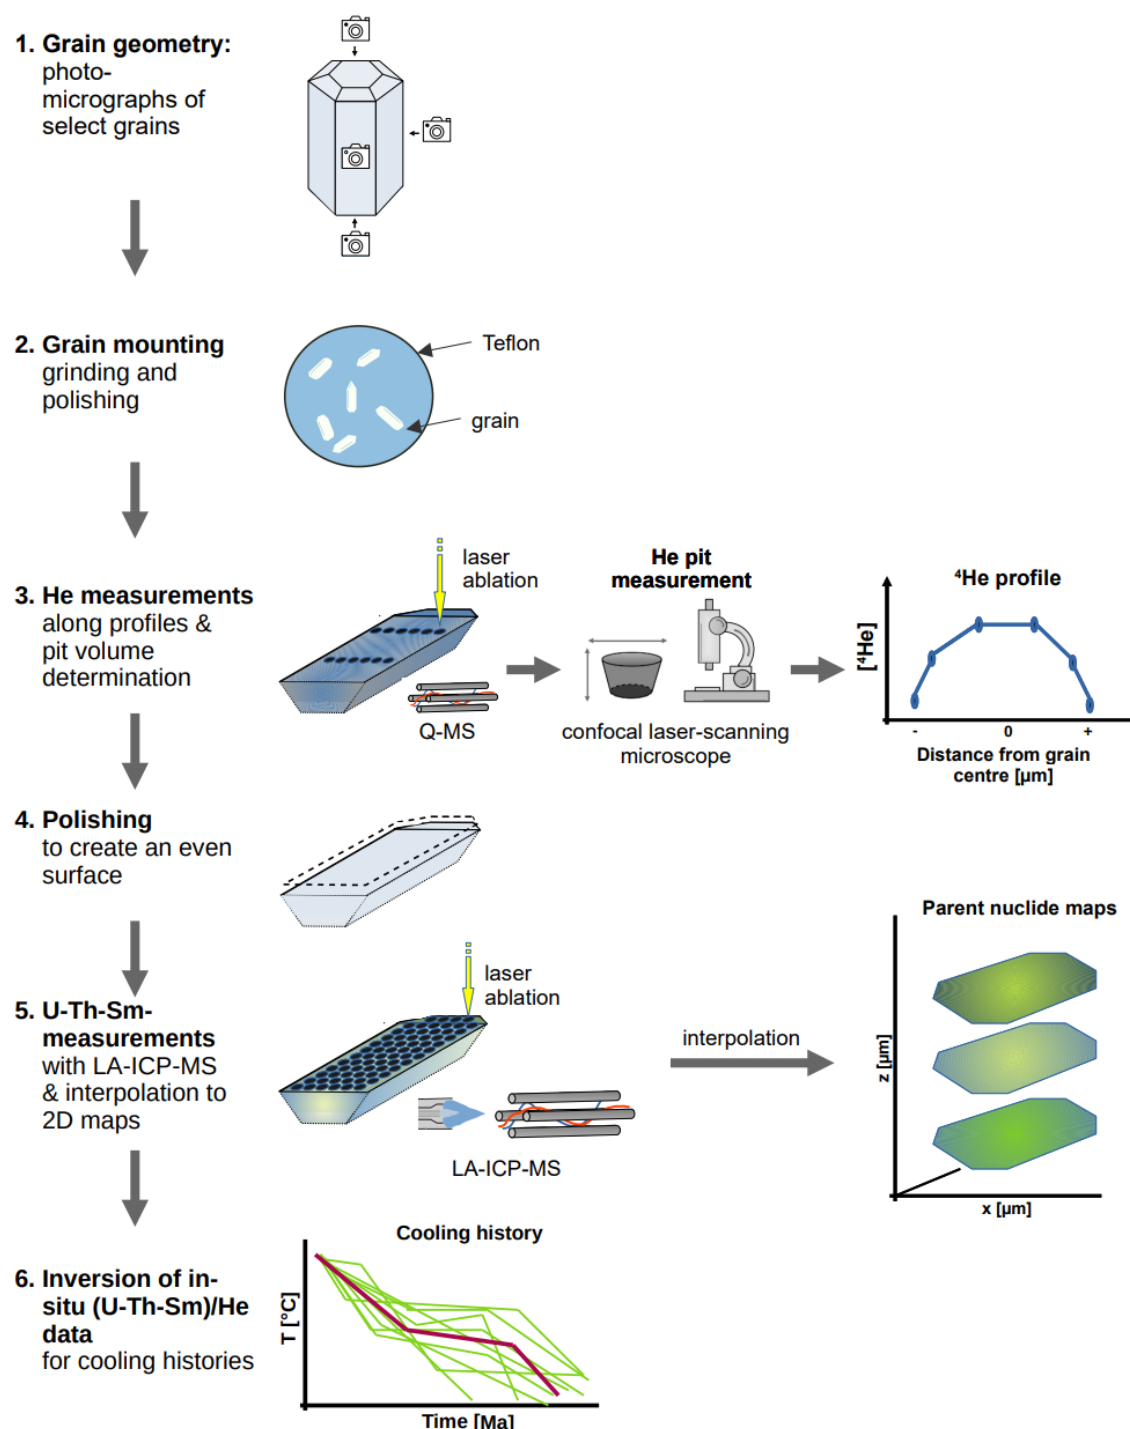 1. Grain geometry:
photo-
micrographs of
select grains
2. Grain mounting
grinding and
polishing
Teflon
grain
3. He measurements
along profiles &
pit volume
determination
laser
ablation
Q-MS
He pit
measurement
confocal laser-scanning
microscope
⁴He profile
[⁴He]
- 0 +
Distance from grain
centre [µm]
4. Polishing
to create an even
surface
5. U-Th-Sm-
measurements
with LA-ICP-MS
& interpolation to
2D maps
laser
ablation
LA-ICP-MS
interpolation
Parent nuclide maps
z [µm]
x [µm]
6. Inversion of in-
situ (U-Th-Sm)/He
data
for cooling histories
Cooling history
T [°C]
Time [Ma]